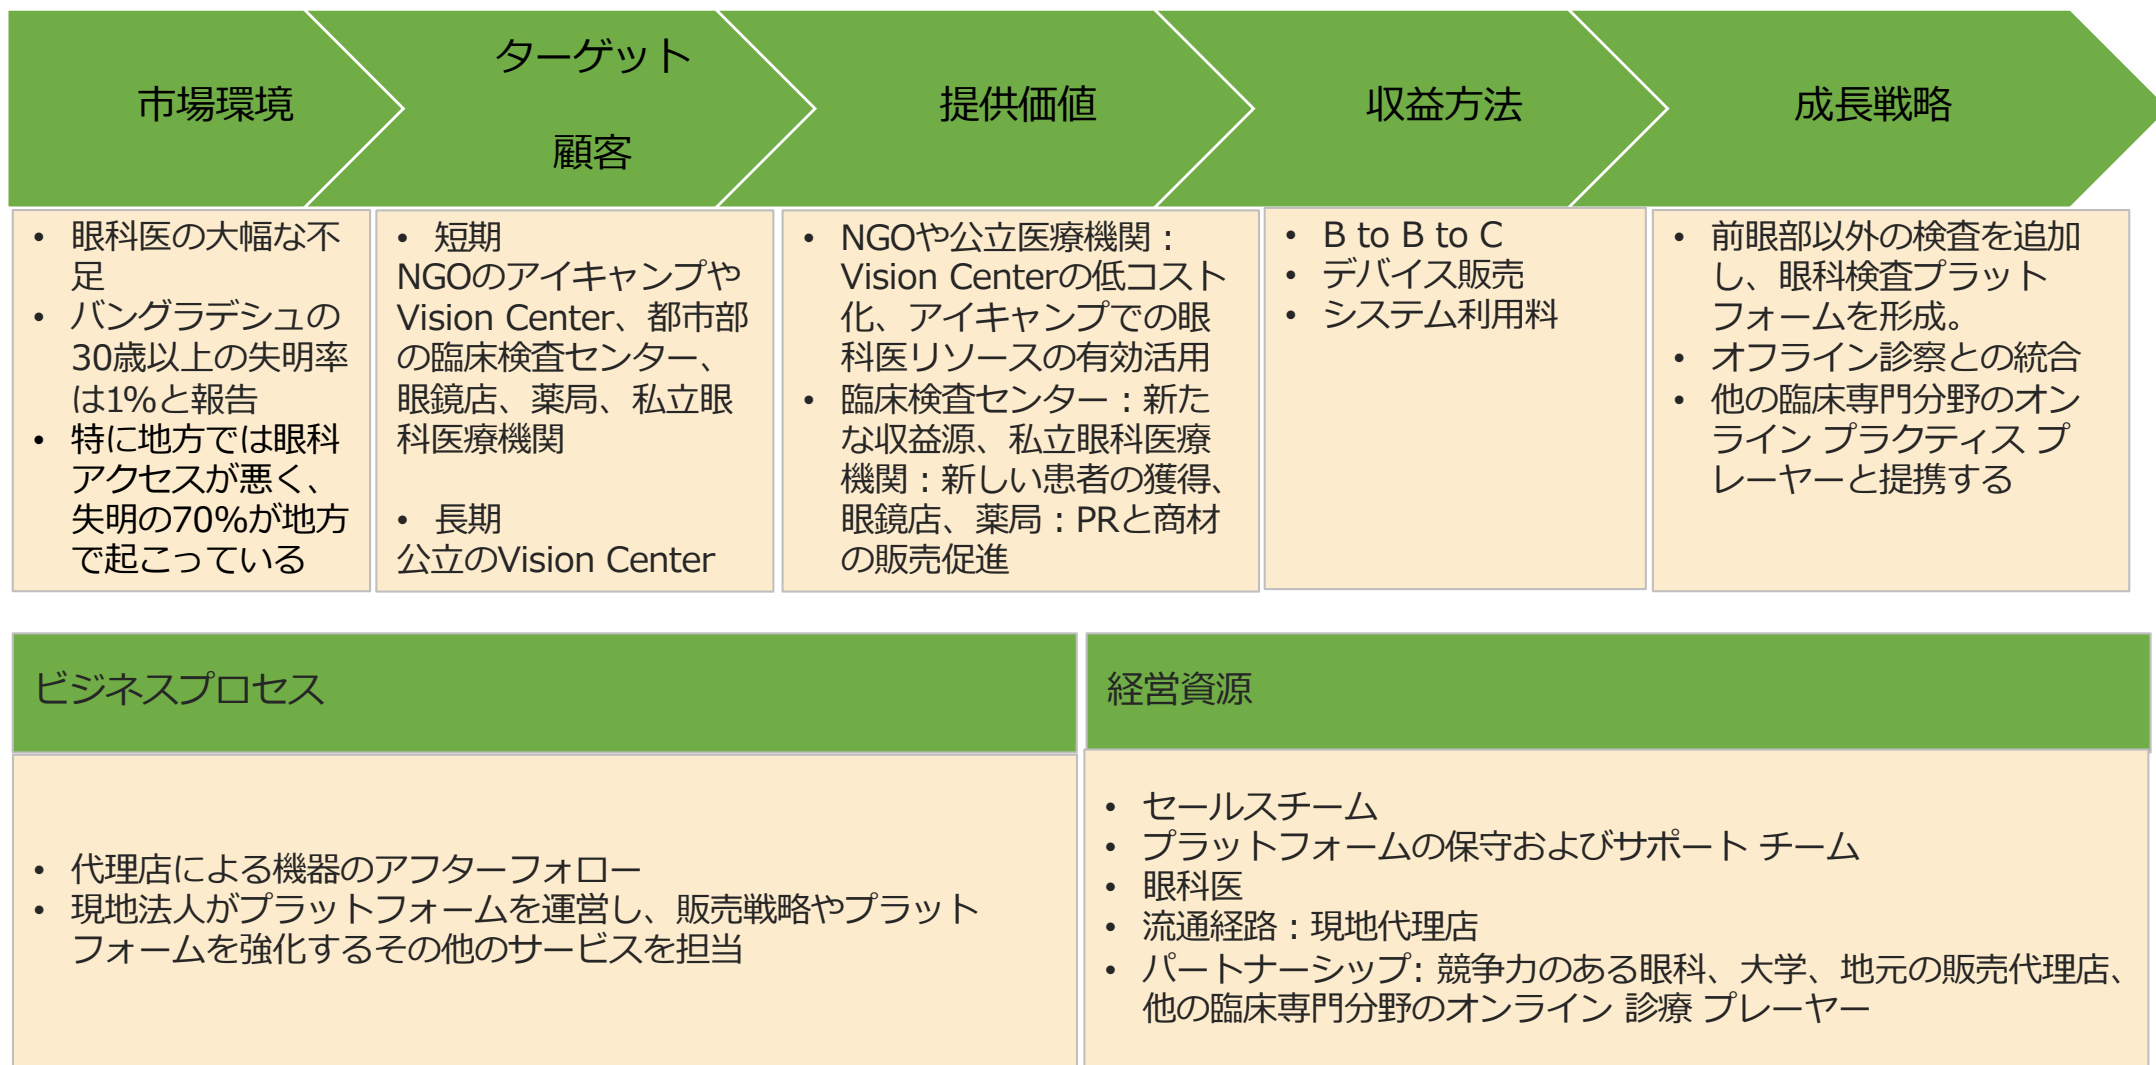 市場環境
ターゲット
顧客
提供価値
収益方法
成長戦略
• 眼科医の大幅な不
足
• バングラデシュの
30歳以上の失明率
は1%と報告
• 特に地方では眼科
アクセスが悪く、
失明の70%が地方
で起こっている
• 短期
NGOのアイキャンプや
Vision Center、都市部
の臨床検査センター、
眼鏡店、薬局、私立眼
科医療機関
• 長期
公立のVision Center
• NGOや公立医療機関：
Vision Centerの低コスト
化、アイキャンプでの眼
科医リソースの有効活用
• 臨床検査センター：新た
な収益源、私立眼科医療
機関：新しい患者の獲得、
眼鏡店、薬局：PRと商材
の販売促進
• B to B to C
• デバイス販売
• システム利用料
• 前眼部以外の検査を追加
し、眼科検査プラット
フォームを形成。
• オフライン診察との統合
• 他の臨床専門分野のオン
ライン プラクティス プ
レーヤーと提携する
ビジネスプロセス
• 代理店による機器のアフターフォロー
• 現地法人がプラットフォームを運営し、販売戦略やプラット
フォームを強化するその他のサービスを担当
経営資源
• セールスチーム
• プラットフォームの保守およびサポート チーム
• 眼科医
• 流通経路：現地代理店
• パートナーシップ: 競争力のある眼科、大学、地元の販売代理店、
他の臨床専門分野のオンライン 診療 プレーヤー